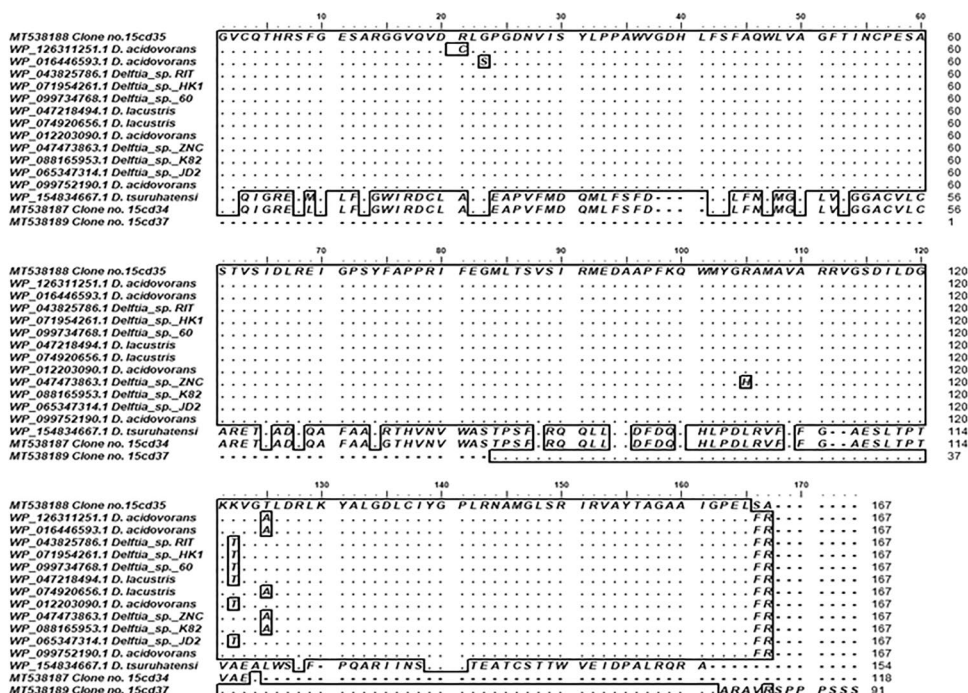 10 20 30 40 50 60
MT538188 Clone no.15cd35 GVCQTHRSFG ESARGGVQVD RLGPGDNVIS YLPPAWVGDH LFSFAQWLVA GFTINCPESA 60
WP_126311251.1 D. acidovorans .......... .......... .C........ .......... .......... .......... 60
WP_016446593.1 D. acidovorans .......... .......... ..S....... .......... .......... .......... 60
WP_043825786.1 Delftia_sp. RIT .......... .......... .......... .......... .......... .......... 60
WP_071954261.1 Delftia_sp._HK1 .......... .......... .......... .......... .......... .......... 60
WP_099734768.1 Delftia_sp._60 .......... .......... .......... .......... .......... .......... 60
WP_047218494.1 D. lacustris .......... .......... .......... .......... .......... .......... 60
WP_074920656.1 D. lacustris .......... .......... .......... .......... .......... .......... 60
WP_012203090.1 D. acidovorans .......... .......... .......... .......... .......... .......... 60
WP_047473863.1 Delftia_sp._ZNC .......... .......... .......... .......... .......... .......... 60
WP_088165953.1 Delftia_sp._K82 .......... .......... .......... .......... .......... .......... 60
WP_065347314.1 Delftia_sp._JD2 .......... .......... .......... .......... .......... .......... 60
WP_099752190.1 D. acidovorans .......... .......... .......... .......... .......... .......... 60
WP_154834667.1 D. tsuruhatensi ..QIGRE.L. LF.GWIRDCL A..EAPVFMD QMLFSFD--- -..LFN.MG. LV.GGACVLC 56
MT538187 Clone no.15cd34 ..QIGRE.L. LF.GWIRDCL A..EAPVFMD QMLFSFD--- -..LFN.MG. LV.GGACVLC 56
MT538189 Clone no.15cd37 1
70 80 90 100 110 120
MT538188 Clone no.15cd35 STVSIDLREI GPSYFAPPRI FEGMLTSVSI RMEDAAPFKQ WMYGRAMAVA RRVGSDILDG 120
WP_126311251.1 D. acidovorans .......... .......... .......... .......... .......... .......... 120
WP_016446593.1 D. acidovorans .......... .......... .......... .......... .......... .......... 120
WP_043825786.1 Delftia_sp. RIT .......... .......... .......... .......... .......... .......... 120
WP_071954261.1 Delftia_sp._HK1 .......... .......... .......... .......... .......... .......... 120
WP_099734768.1 Delftia_sp._60 .......... .......... .......... .......... .......... .......... 120
WP_047218494.1 D. lacustris .......... .......... .......... .......... .......... .......... 120
WP_074920656.1 D. lacustris .......... .......... .......... .......... .......... .......... 120
WP_012203090.1 D. acidovorans .......... .......... .......... .......... .......... .......... 120
WP_047473863.1 Delftia_sp._ZNC .......... .......... .......... .......... ....H..... .......... 120
WP_088165953.1 Delftia_sp._K82 .......... .......... .......... .......... .......... .......... 120
WP_065347314.1 Delftia_sp._JD2 .......... .......... .......... .......... .......... .......... 120
WP_099752190.1 D. acidovorans .......... .......... .......... .......... .......... .......... 120
WP_154834667.1 D. tsuruhatensi ARET.AD.QA FAA.RTHVNV WASTPSF.RQ QLL..DFDQ. HLPDLRVF.F G--AESLTPT 114
MT538187 Clone no. 15cd34 ARET.AD.QA FAA.GTHVNV WASTPSF.RQ QLL..DFDQ. HLPDLRVF.F G--AESLTPT 114
MT538189 Clone no.15cd37 37
130 140 150 160 170
MT538188 Clone no.15cd35 KKVGTLDRLK YALGDLCIYG PLRNAMGLSR IRVAYTAGAA IGPELSA--- ----- 167
WP_126311251.1 D. acidovorans ....A..... .......... .......... .......... .....FR--- ----- 167
WP_016446593.1 D. acidovorans ....A..... .......... .......... .......... .....FR--- ----- 167
WP_043825786.1 Delftia_sp. RIT .T........ .......... .......... .......... .....FR--- ----- 167
WP_071954261.1 Delftia_sp._HK1 .T........ .......... .......... .......... .....FR--- ----- 167
WP_099734768.1 Delftia_sp._60 .T........ .......... .......... .......... .....FR--- ----- 167
WP_047218494.1 D. lacustris .T........ .......... .......... .......... .....FR--- ----- 167
WP_074920656.1 D. lacustris ....A..... .......... .......... .......... .....FR--- ----- 167
WP_012203090.1 D. acidovorans .T........ .......... .......... .......... .....FR--- ----- 167
WP_047473863.1 Delftia_sp._ZNC ....A..... .......... .......... .......... .....FR--- ----- 167
WP_088165953.1 Delftia_sp._K82 ....A..... .......... .......... .......... .....FR--- ----- 167
WP_065347314.1 Delftia_sp._JD2 .T........ .......... .......... .......... .....FR--- ----- 167
WP_099752190.1 D. acidovorans .......... .......... .......... .......... .....FR--- ----- 167
WP_154834667.1 D. tsuruhatensi VAEALWS.F. PQARIINS.. .TEATCSTTW VEIDPALRQR A--------- ----- 154
MT538187 Clone no.15cd34 VAE 118
MT538189 Clone no.15cd37 ARAVRSPP PPSSS